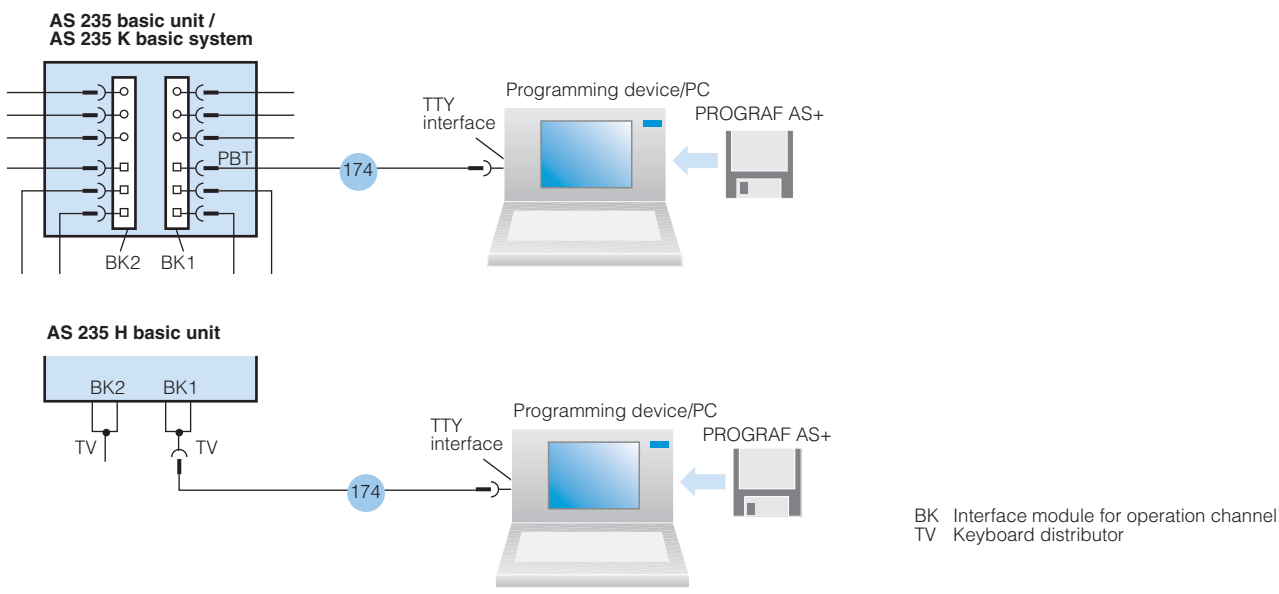 AS 235 basic unit /
AS 235 K basic system
Programming device/PC
TTY
interface
PROGRAF AS+
PBT
174
BK2 BK1
AS 235 H basic unit
BK2 BK1
Programming device/PC
TTY
interface
PROGRAF AS+
TV TV
174
BK Interface module for operation channel
TV Keyboard distributor